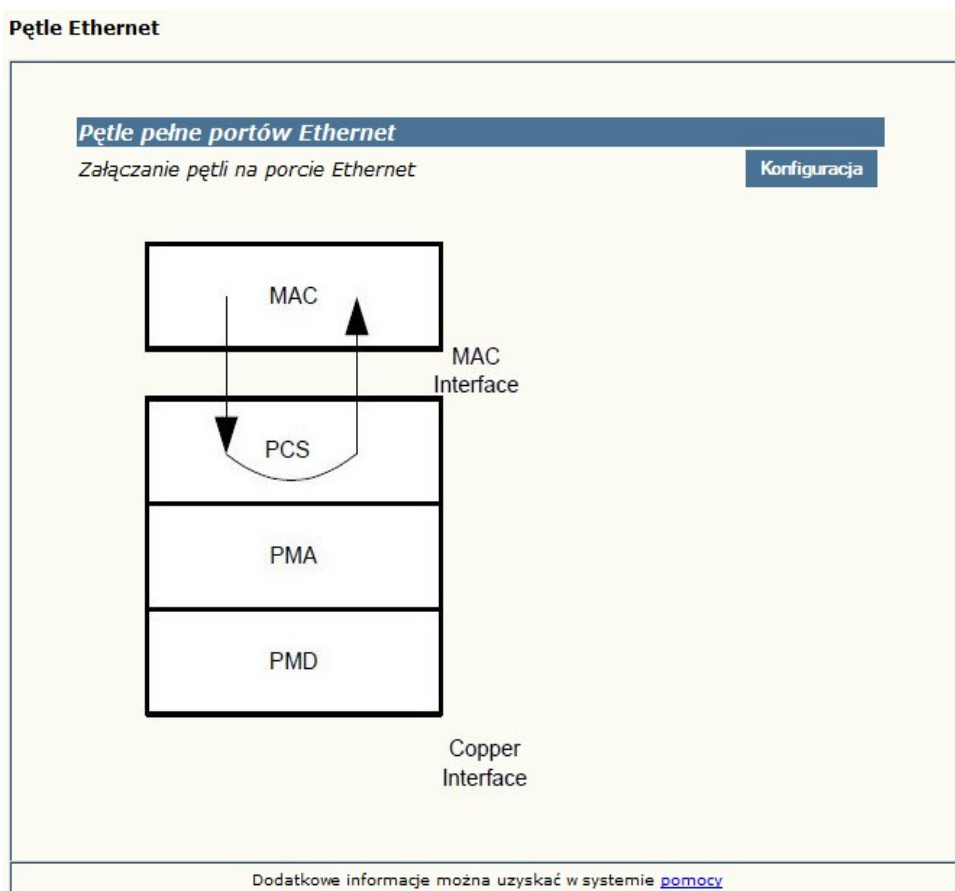 Pętle Ethernet
Pętle pełne portów Ethernet
Załączanie pętli na porcie Ethernet
Konfiguracja
MAC
MAC
Interface
PCS
PMA
PMD
Copper
Interface
Dodatkowe informacje można uzyskać w systemie pomocy